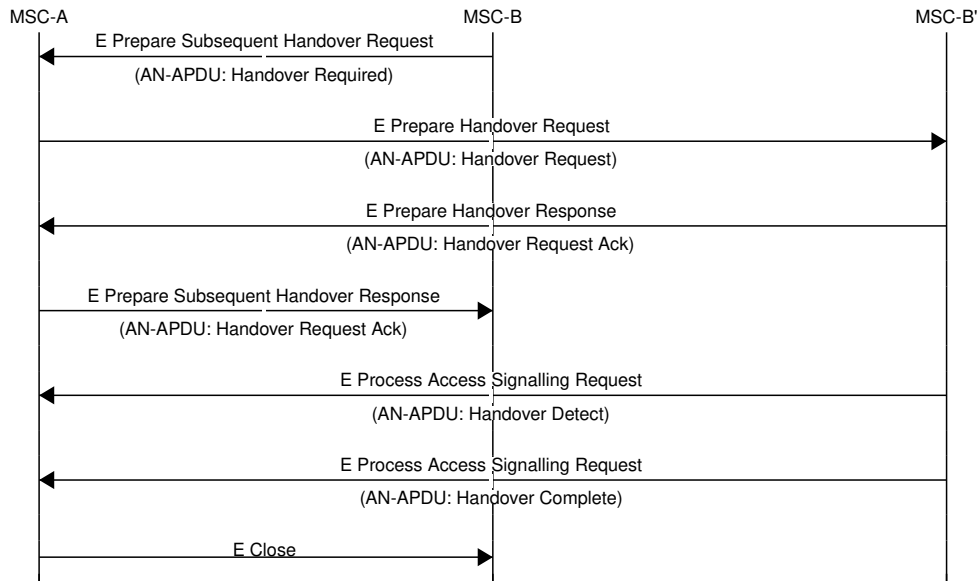 MSC-A MSC-B MSC-B'
E Prepare Subsequent Handover Request
(AN-APDU: Handover Required)
E Prepare Handover Request
(AN-APDU: Handover Request)
E Prepare Handover Response
(AN-APDU: Handover Request Ack)
E Prepare Subsequent Handover Response
(AN-APDU: Handover Request Ack)
E Process Access Signalling Request
(AN-APDU: Handover Detect)
E Process Access Signalling Request
(AN-APDU: Handover Complete)
E Close